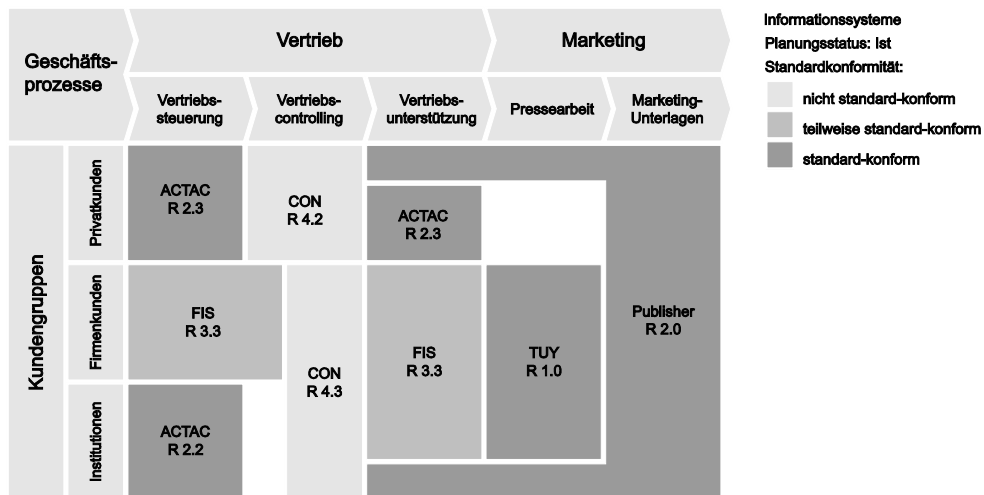 Geschäfts-
prozesse
Vertrieb
Marketing
Vertriebs-
steuerung
Vertriebs-
controlling
Vertriebs-
unterstützung
Pressearbeit
Marketing-
Unterlagen
Informationssysteme
Planungsstatus: Ist
Standardkonformität:
nicht standard-konform
teilweise standard-konform
standard-konform
Kundengruppen
Privatkunden
ACTAC
R 2.3
CON
R 4.2
ACTAC
R 2.3
Firmenkunden
FIS
R 3.3
CON
R 4.3
FIS
R 3.3
TUY
R 1.0
Publisher
R 2.0
Institutionen
ACTAC
R 2.2